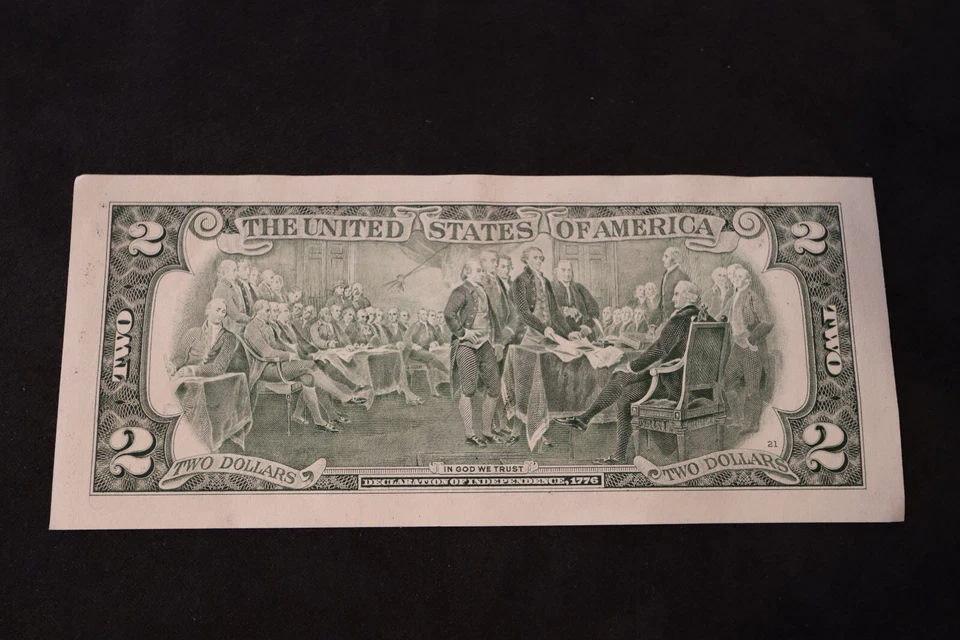 THE UNITED STATES OF AMERICA
2
2
TWO
TWO
2
2
21
TWO DOLLARS
IN GOD WE TRUST
TWO DOLLARS
DECLARATION OF INDEPENDENCE, 1776